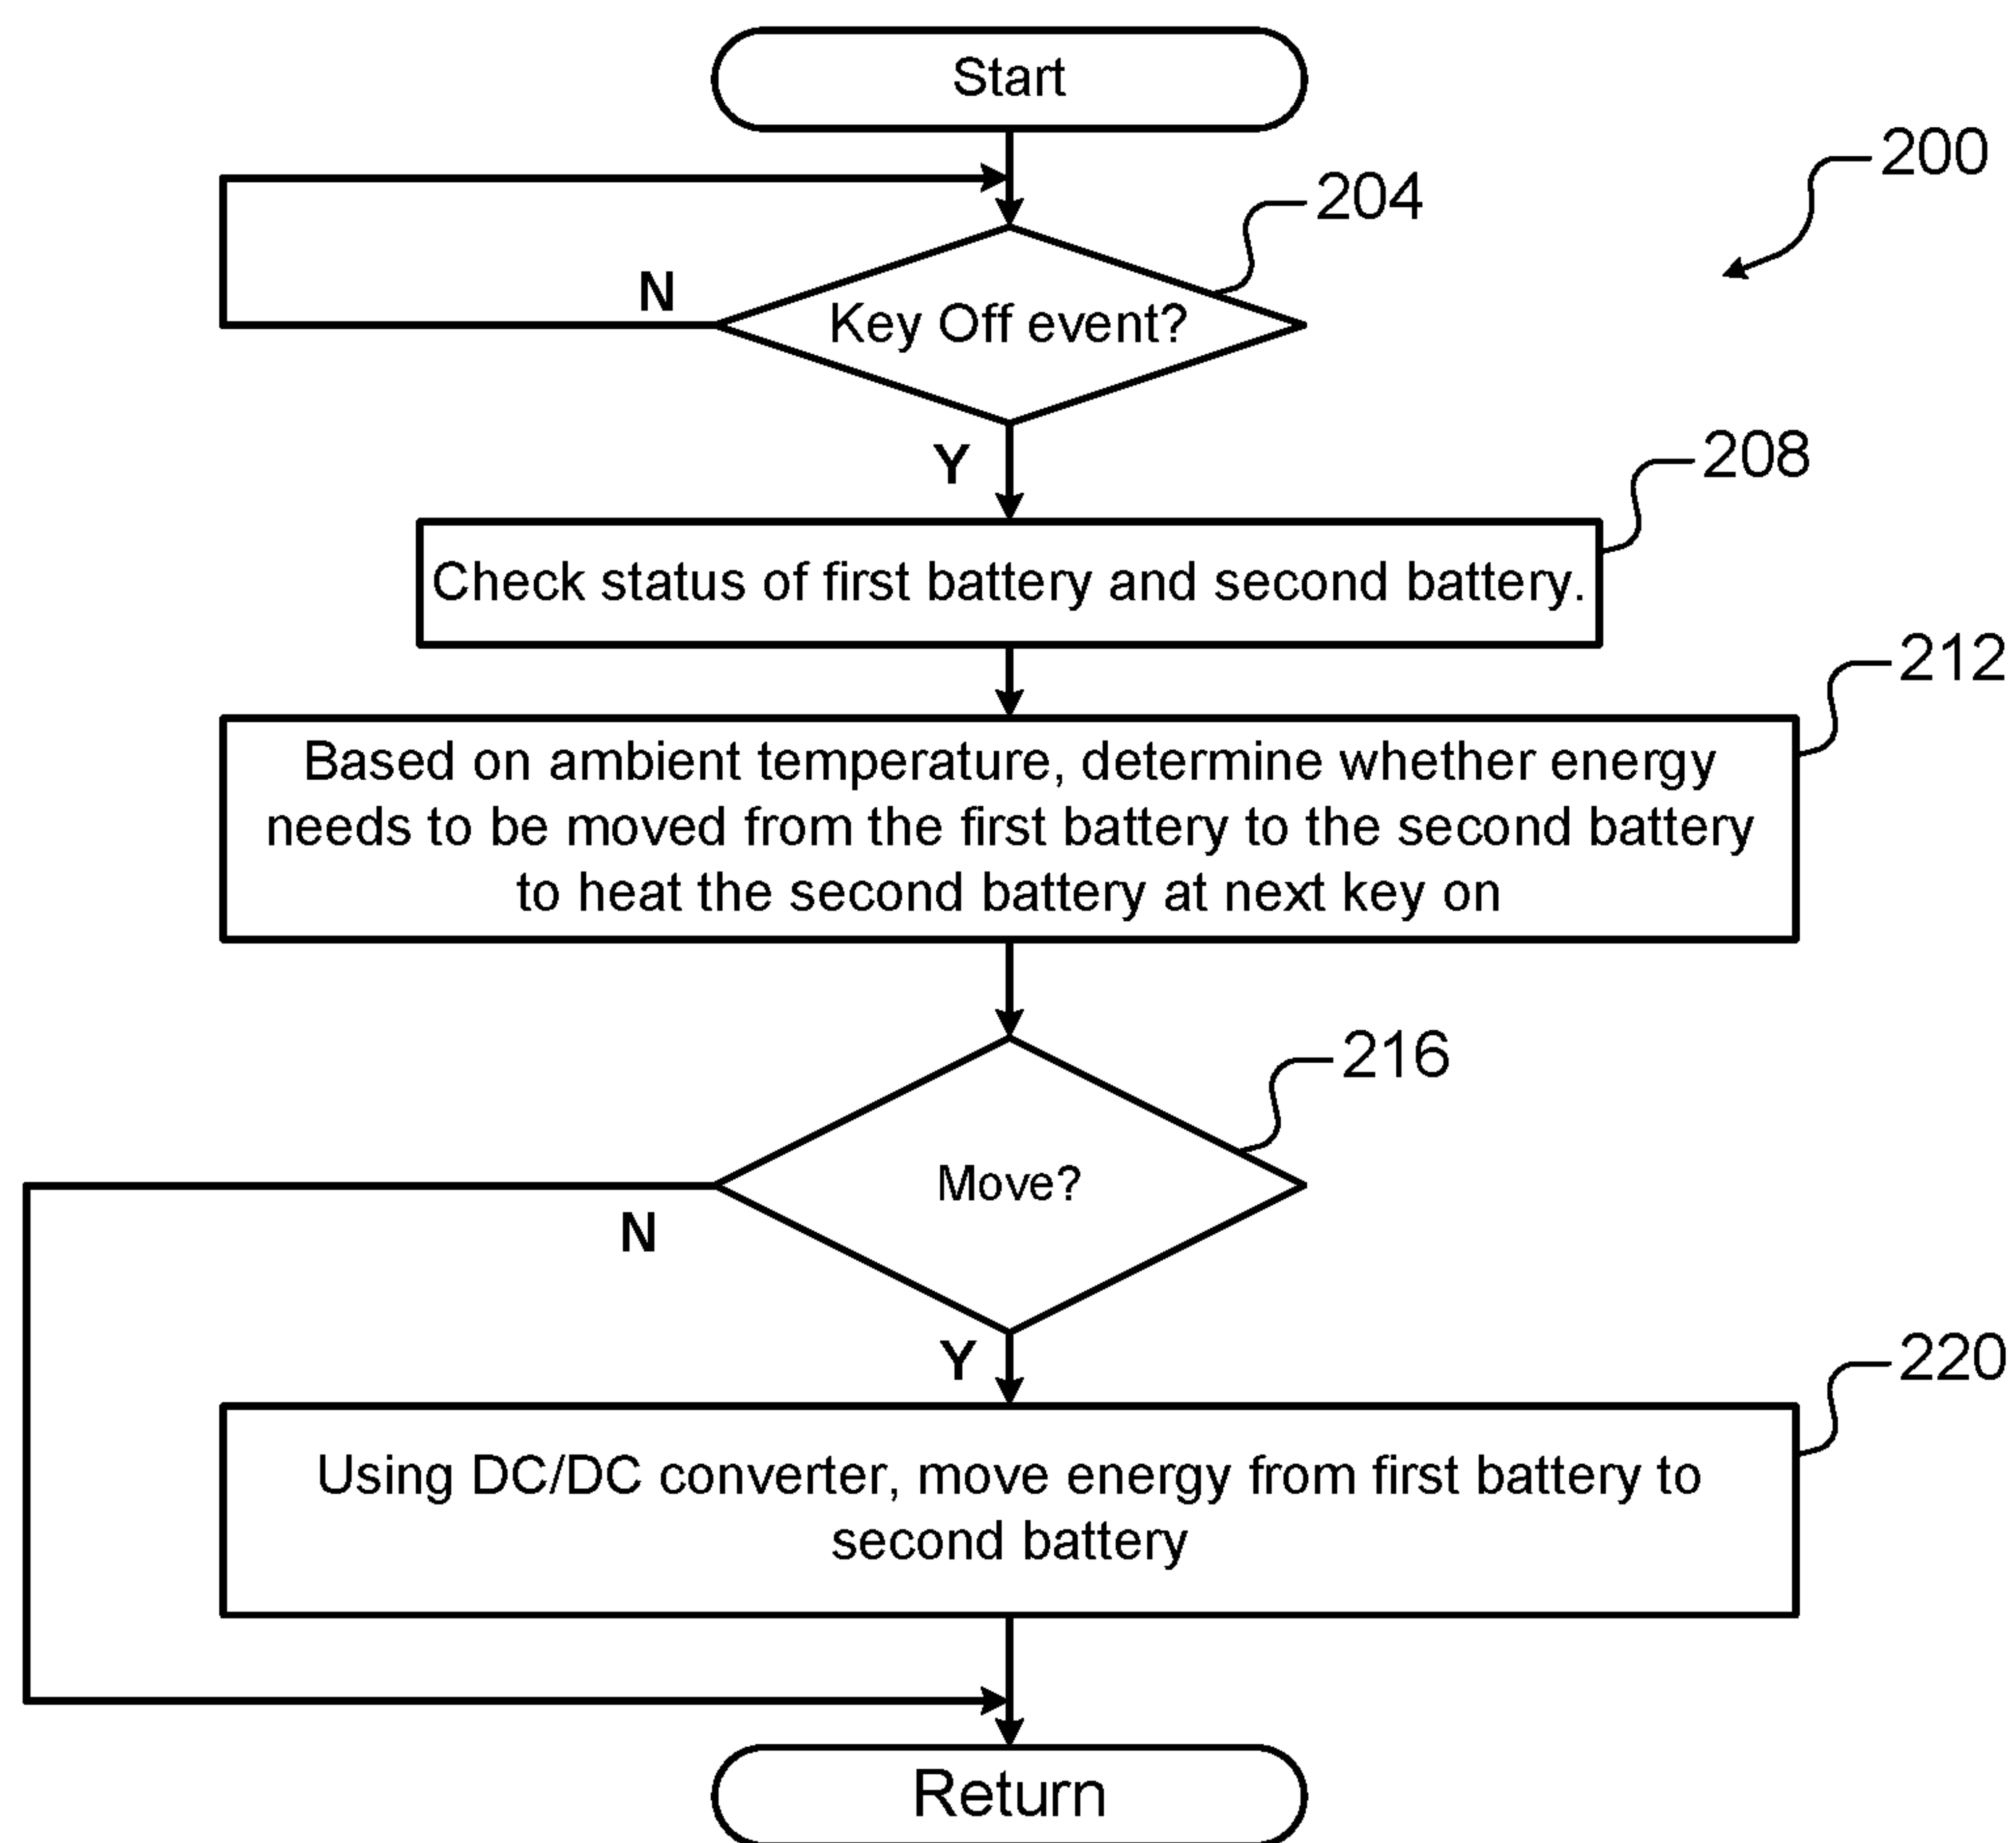 Start
200
204
N
Key Off event?
Y
208
Check status of first battery and second battery.
212
Based on ambient temperature, determine whether energy
needs to be moved from the first battery to the second battery
to heat the second battery at next key on
216
Move?
N
Y
220
Using DC/DC converter, move energy from first battery to
second battery
Return